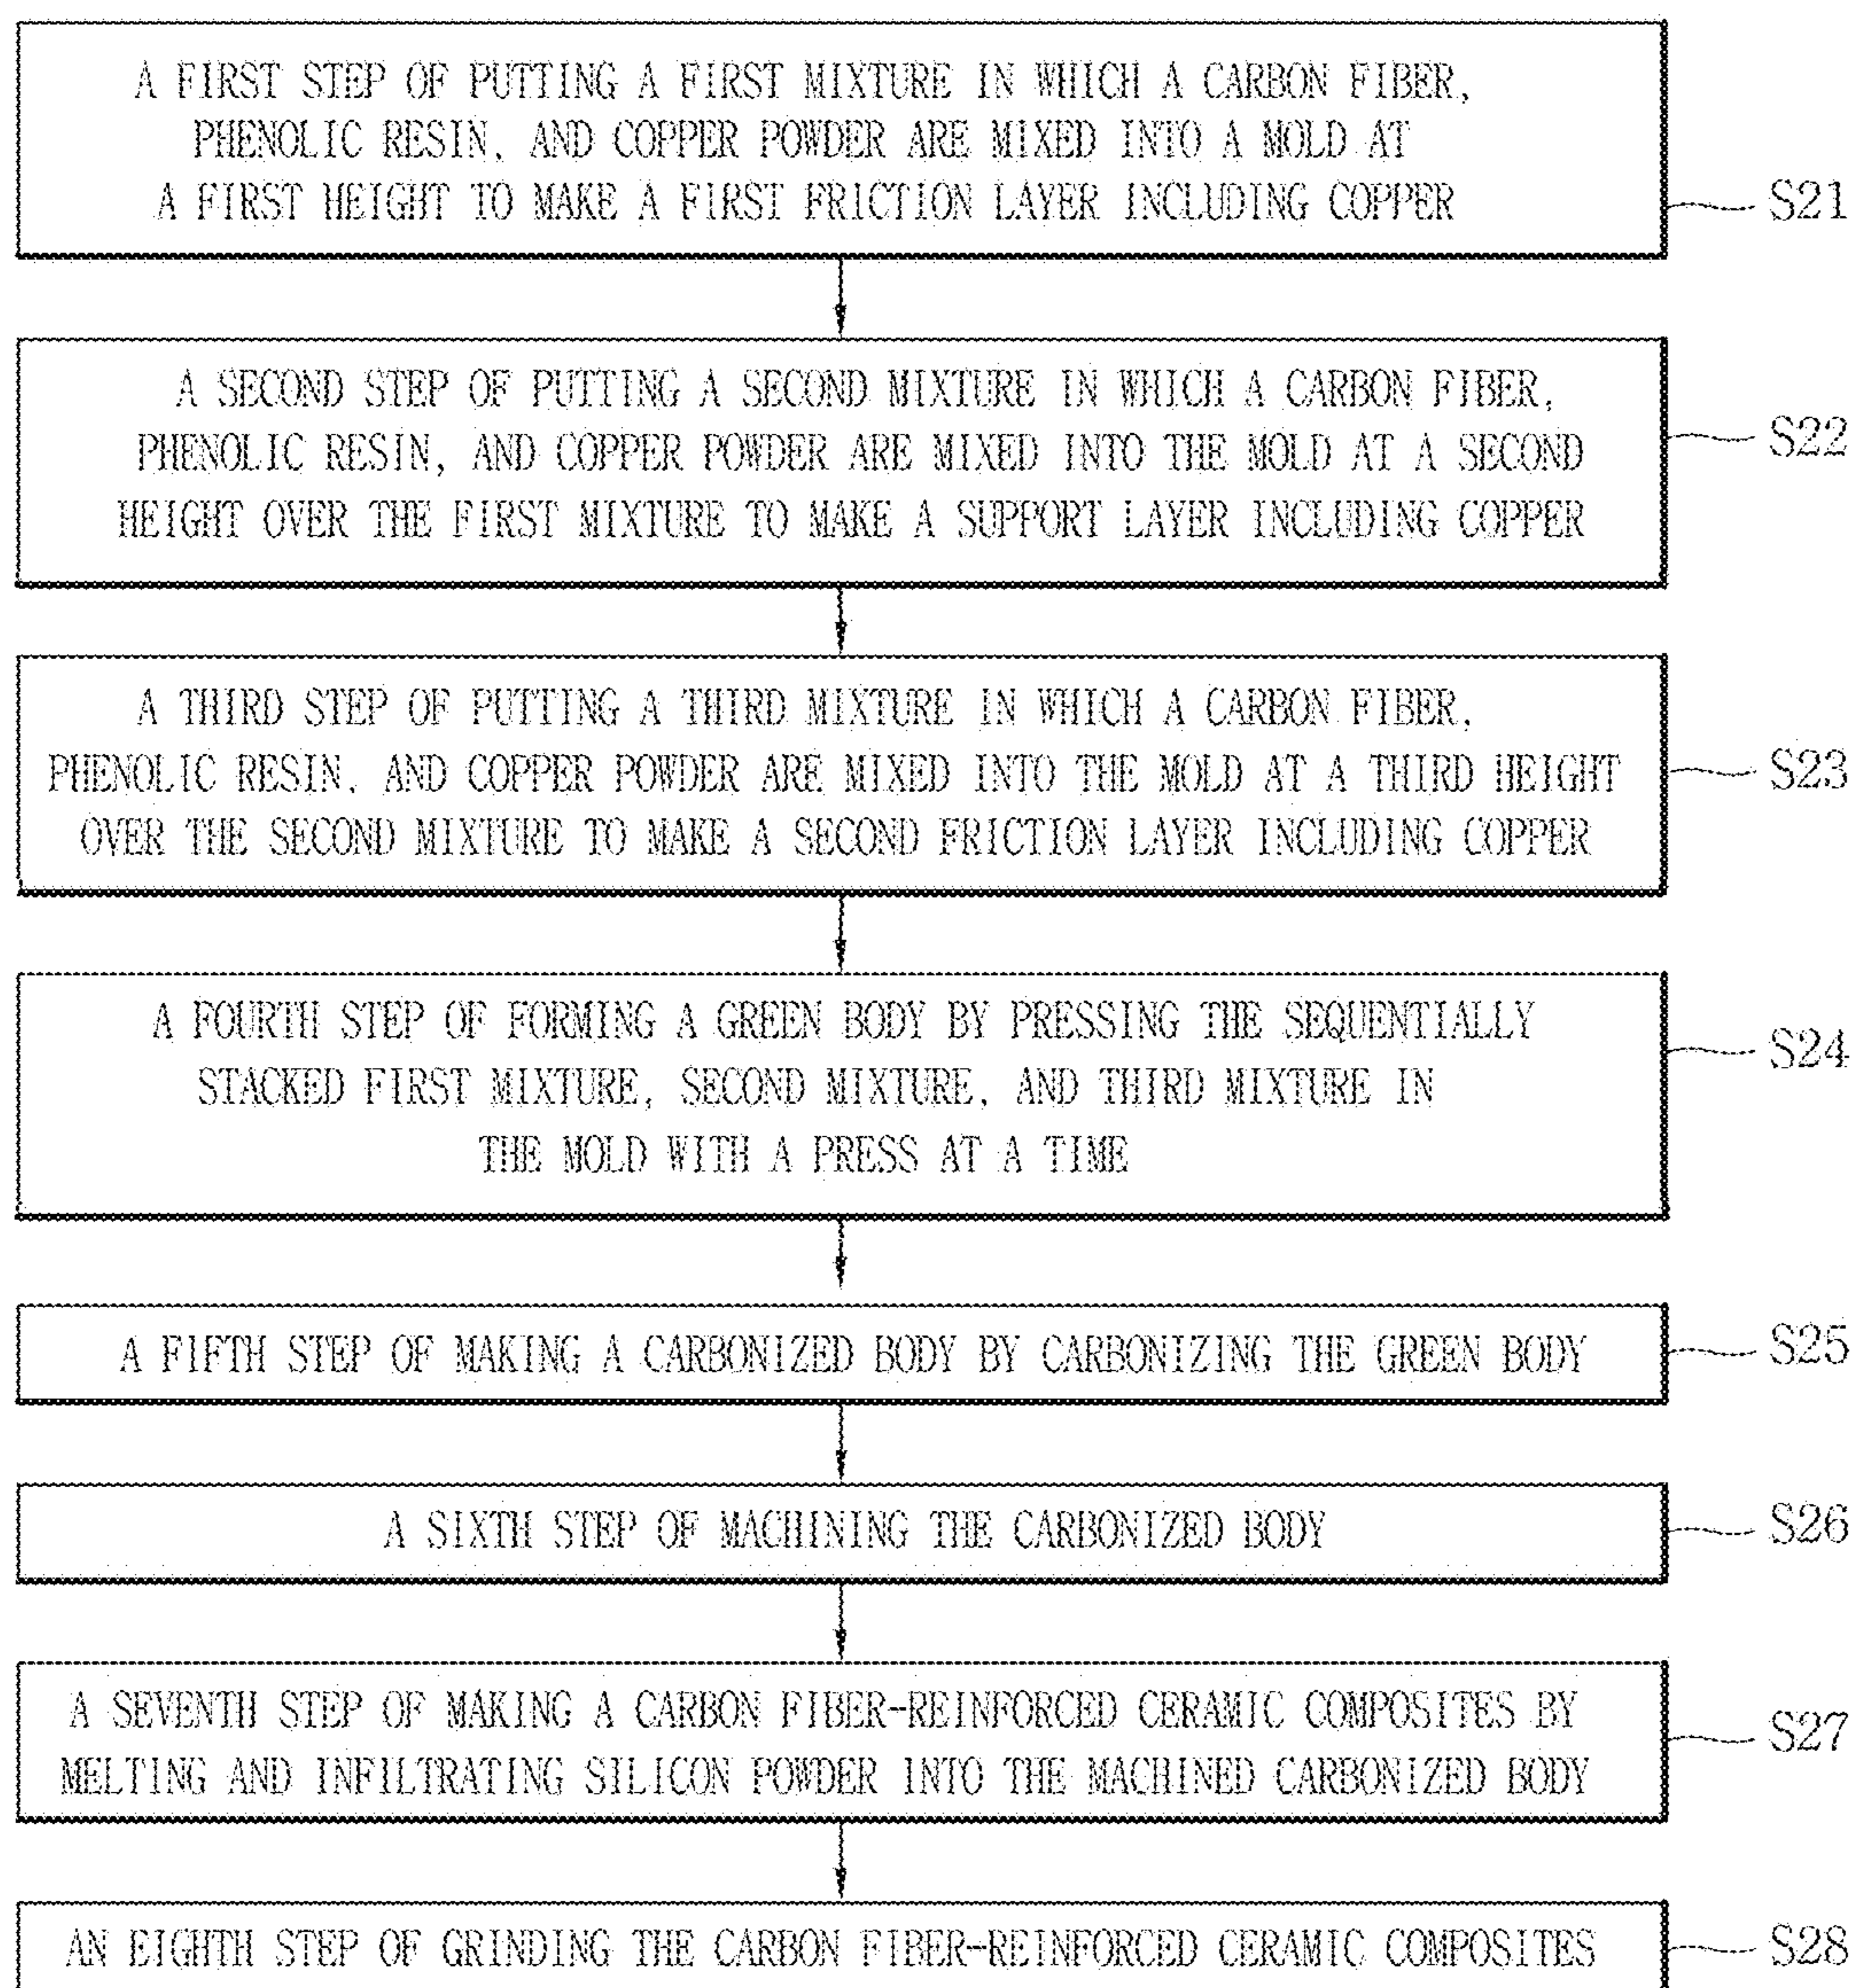 A FIRST STEP OF PUTTING A FIRST MIXTURE IN WHICH A CARBON FIBER,
PHENOLIC RESIN, AND COPPER POWDER ARE MIXED INTO A MOLD AT
A FIRST HEIGHT TO MAKE A FIRST FRICTION LAYER INCLUDING COPPER
S21
A SECOND STEP OF PUTTING A SECOND MIXTURE IN WHICH A CARBON FIBER,
PHENOLIC RESIN, AND COPPER POWDER ARE MIXED INTO THE MOLD AT A SECOND
HEIGHT OVER THE FIRST MIXTURE TO MAKE A SUPPORT LAYER INCLUDING COPPER
S22
A THIRD STEP OF PUTTING A THIRD MIXTURE IN WHICH A CARBON FIBER,
PHENOLIC RESIN, AND COPPER POWDER ARE MIXED INTO THE MOLD AT A THIRD HEIGHT
OVER THE SECOND MIXTURE TO MAKE A SECOND FRICTION LAYER INCLUDING COPPER
S23
A FOURTH STEP OF FORMING A GREEN BODY BY PRESSING THE SEQUENTIALLY
STACKED FIRST MIXTURE, SECOND MIXTURE, AND THIRD MIXTURE IN
THE MOLD WITH A PRESS AT A TIME
S24
A FIFTH STEP OF MAKING A CARBONIZED BODY BY CARBONIZING THE GREEN BODY
S25
A SIXTH STEP OF MACHINING THE CARBONIZED BODY
S26
A SEVENTH STEP OF MAKING A CARBON FIBER-REINFORCED CERAMIC COMPOSITES BY
MELTING AND INFILTRATING SILICON POWDER INTO THE MACHINED CARBONIZED BODY
S27
AN EIGHTH STEP OF GRINDING THE CARBON FIBER-REINFORCED CERAMIC COMPOSITES
S28